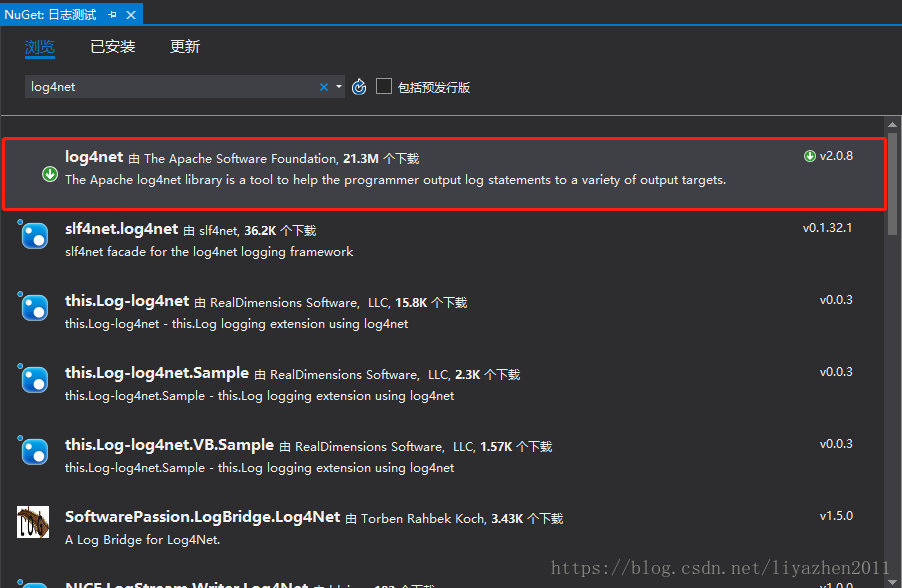 NuGet: 日志测试
浏览 已安装 更新
log4net 包括预发行版
log4net 由 The Apache Software Foundation, 21.3M 个下载 v2.0.8
The Apache log4net library is a tool to help the programmer output log statements to a variety of output targets.
slf4net.log4net 由 slf4net, 36.2K 个下载 v0.1.32.1
slf4net facade for the log4net logging framework
this.Log-log4net 由 RealDimensions Software, LLC, 15.8K 个下载 v0.0.3
this.Log-log4net - this.Log logging extension using log4net
this.Log-log4net.Sample 由 RealDimensions Software, LLC, 2.3K 个下载 v0.0.3
this.Log-log4net.Sample - this.Log logging extension using log4net
this.Log-log4net.VB.Sample 由 RealDimensions Software, LLC, 1.57K 个下载 v0.0.3
this.Log-log4net.Sample - this.Log logging extension using log4net
SoftwarePassion.LogBridge.Log4Net 由 Torben Rahbek Koch, 3.43K 个下载 v1.5.0
A Log Bridge for Log4Net.
https://blog.csdn.net/liyazhen2011